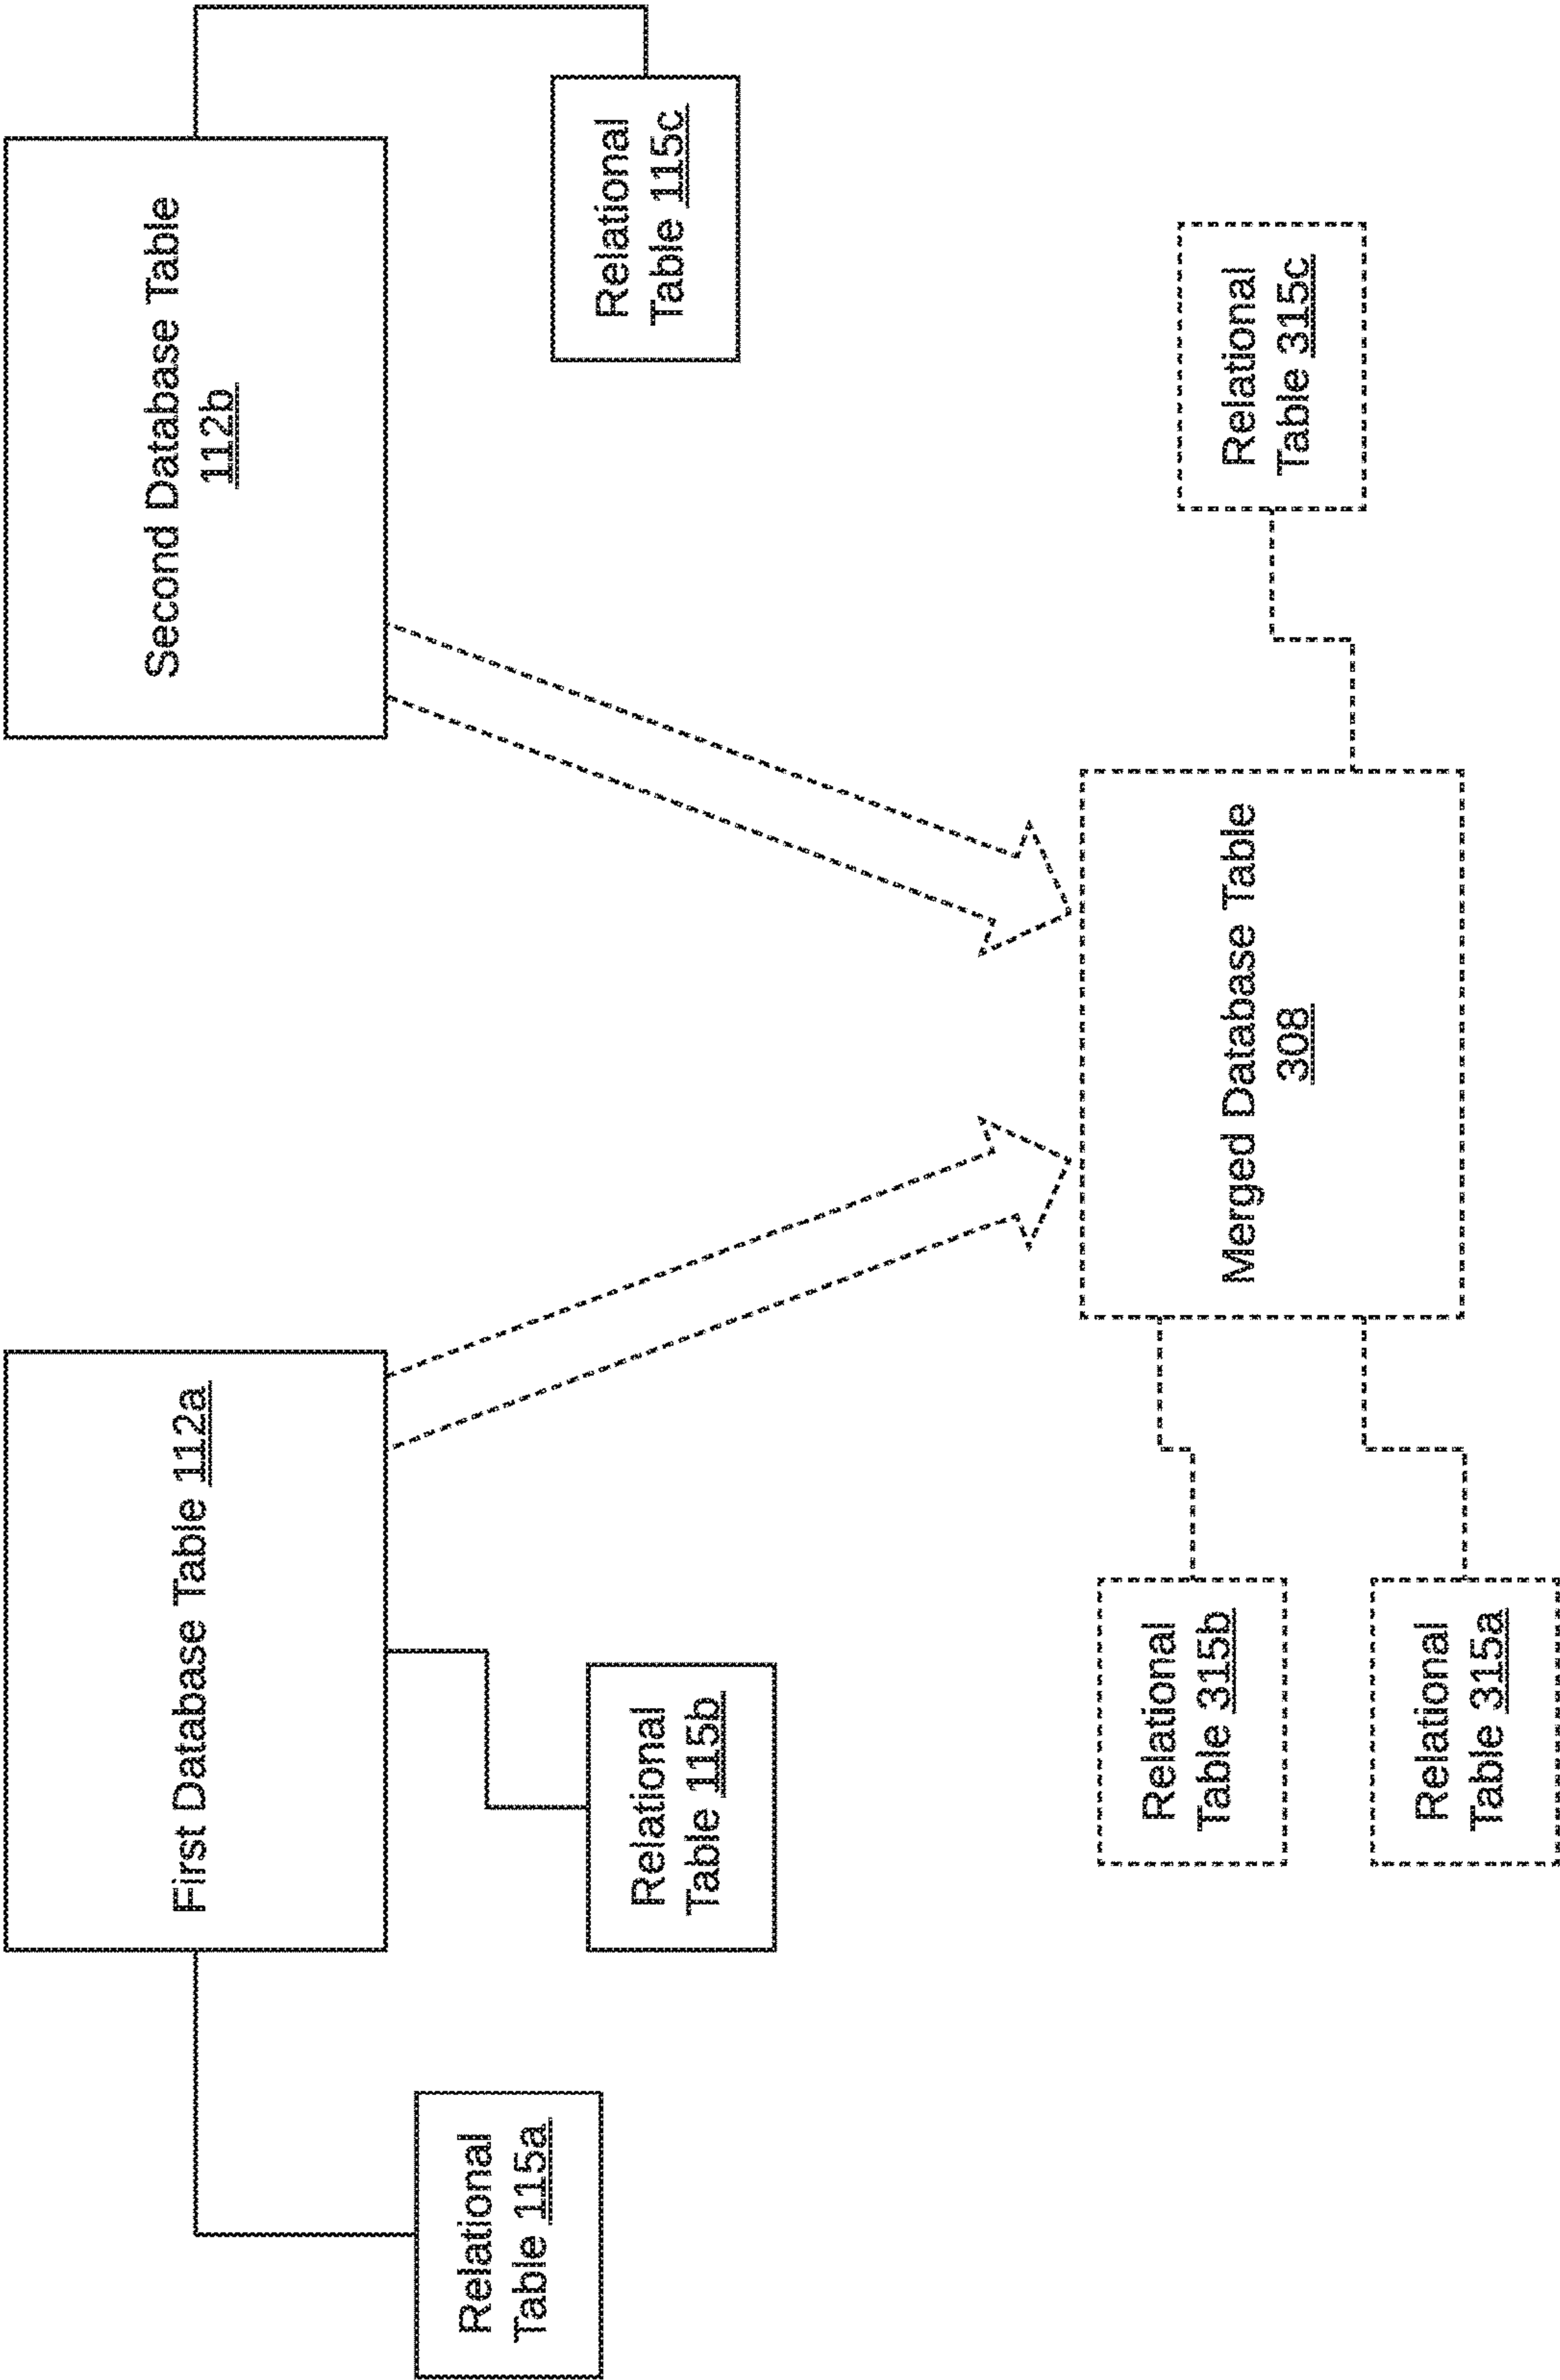 First Database Table 112a
Second Database Table
112b
Relational
Table 115a
Relational
Table 115b
Relational
Table 115c
Merged Database Table
308
Relational
Table 315b
Relational
Table 315a
Relational
Table 315c